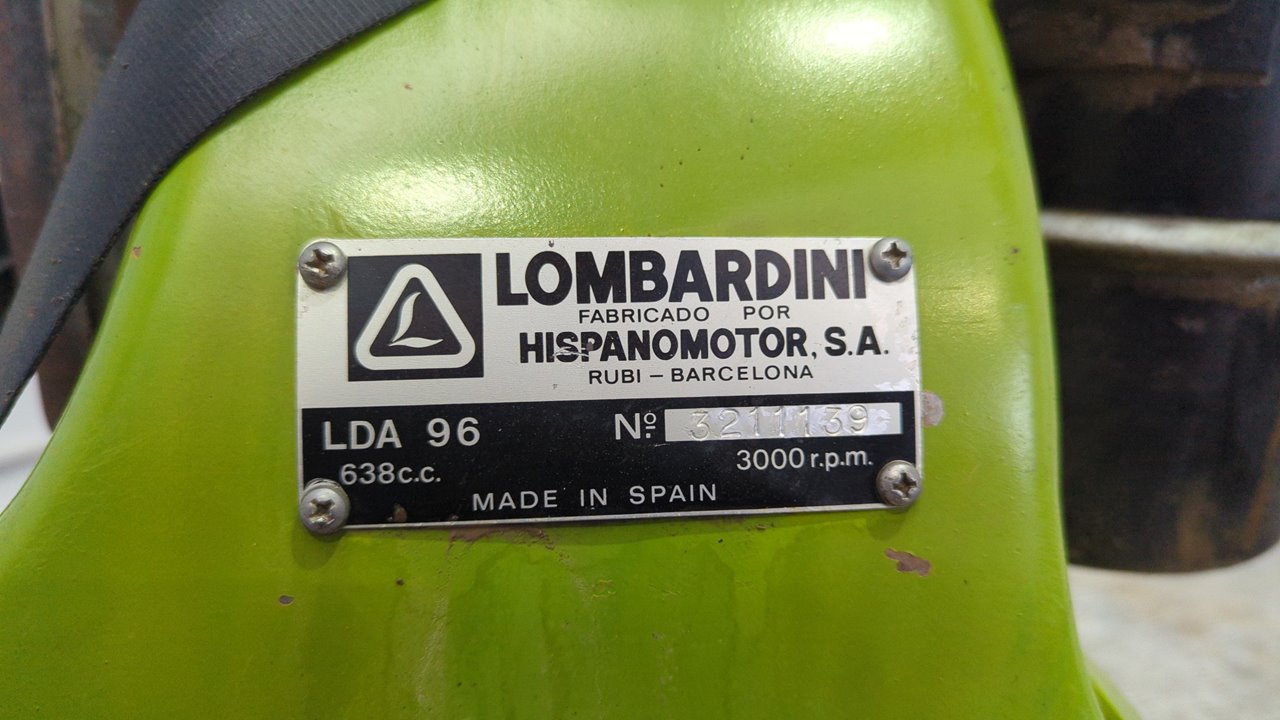 LOMBARDINI
FABRICADO POR
HISPANOMOTOR, S.A.
RUBI – BARCELONA
LDA 96 Nº: 3211139
638c.c. 3000 r.p.m.
MADE IN SPAIN